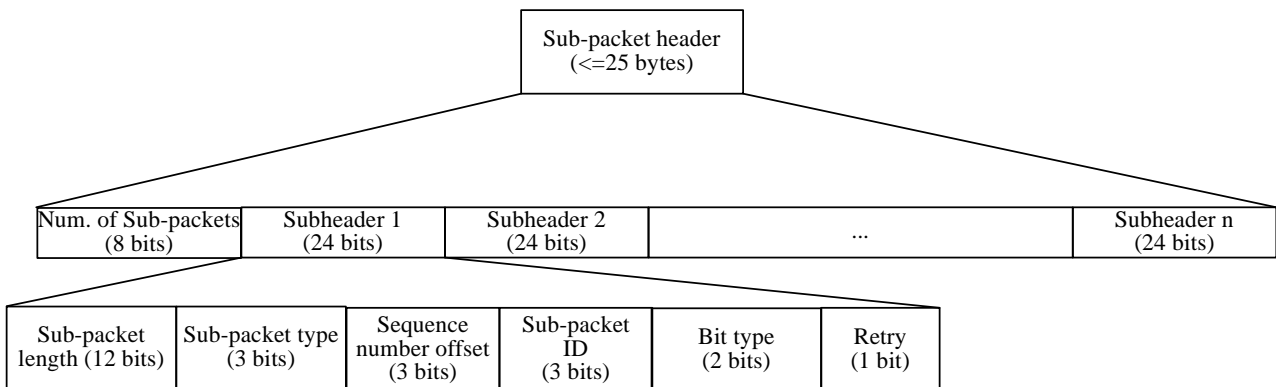 Sub-packet header
(<=25 bytes)
Num. of Sub-packets
(8 bits)
Subheader 1
(24 bits)
Subheader 2
(24 bits)
...
Subheader n
(24 bits)
Sub-packet
length (12 bits)
Sub-packet type
(3 bits)
Sequence
number offset
(3 bits)
Sub-packet
ID
(3 bits)
Bit type
(2 bits)
Retry
(1 bit)